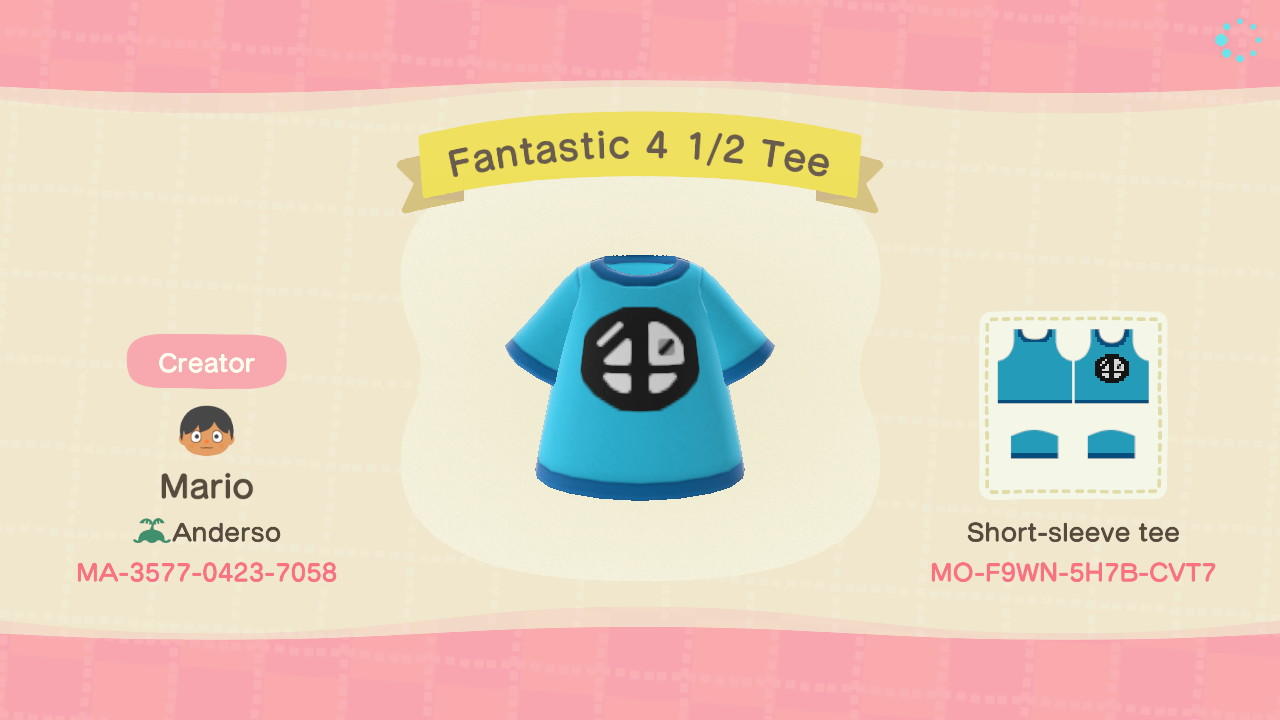 Fantastic 4 1/2 Tee
Creator
Mario
Anderso
MA-3577-0423-7058
Short-sleeve tee
MO-F9WN-5H7B-CVT7